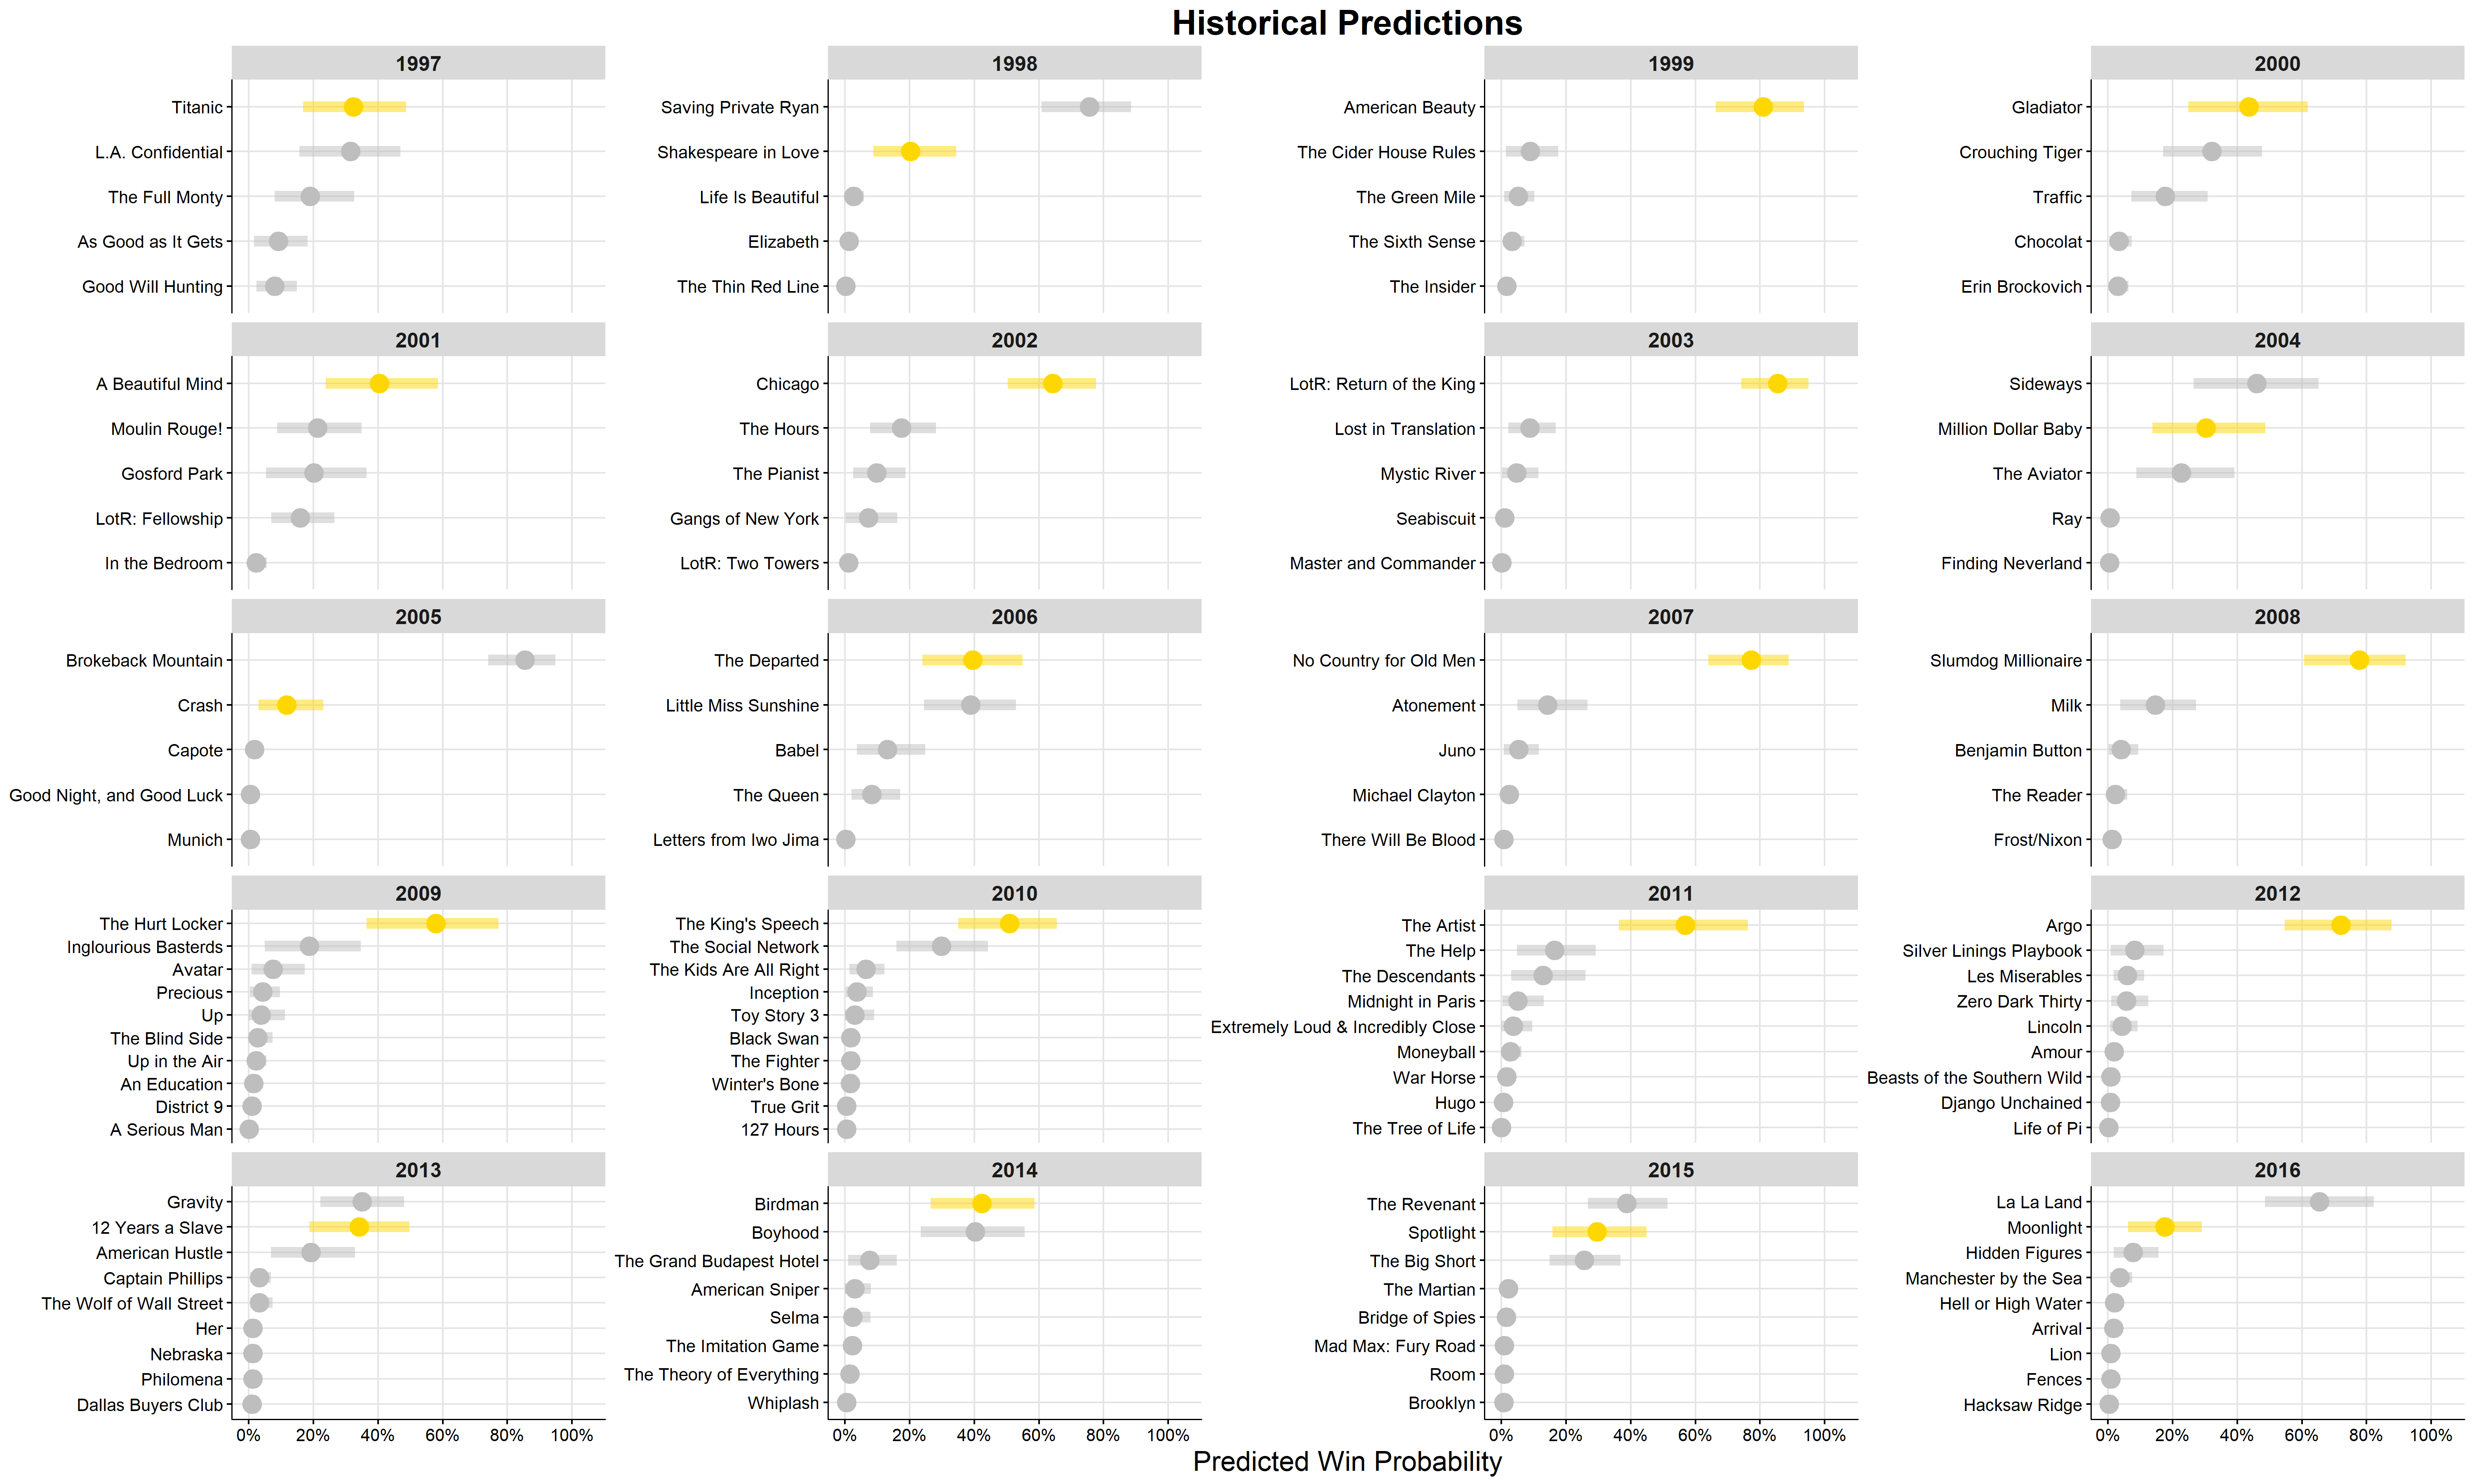 Historical Predictions
1997
Titanic
L.A. Confidential
The Full Monty
As Good as It Gets
Good Will Hunting
1998
Saving Private Ryan
Shakespeare in Love
Life Is Beautiful
Elizabeth
The Thin Red Line
1999
American Beauty
The Cider House Rules
The Green Mile
The Sixth Sense
The Insider
2000
Gladiator
Crouching Tiger
Traffic
Chocolat
Erin Brockovich
2001
A Beautiful Mind
Moulin Rouge!
Gosford Park
LotR: Fellowship
In the Bedroom
2002
Chicago
The Hours
The Pianist
Gangs of New York
LotR: Two Towers
2003
LotR: Return of the King
Lost in Translation
Mystic River
Seabiscuit
Master and Commander
2004
Sideways
Million Dollar Baby
The Aviator
Ray
Finding Neverland
2005
Brokeback Mountain
Crash
Capote
Good Night, and Good Luck
Munich
2006
The Departed
Little Miss Sunshine
Babel
The Queen
Letters from Iwo Jima
2007
No Country for Old Men
Atonement
Juno
Michael Clayton
There Will Be Blood
2008
Slumdog Millionaire
Milk
Benjamin Button
The Reader
Frost/Nixon
2009
The Hurt Locker
Inglourious Basterds
Avatar
Precious
Up
The Blind Side
Up in the Air
An Education
District 9
A Serious Man
2010
The King's Speech
The Social Network
The Kids Are All Right
Inception
Toy Story 3
Black Swan
The Fighter
Winter's Bone
True Grit
127 Hours
2011
The Artist
The Help
The Descendants
Midnight in Paris
Extremely Loud & Incredibly Close
Moneyball
War Horse
Hugo
The Tree of Life
2012
Argo
Silver Linings Playbook
Les Miserables
Zero Dark Thirty
Lincoln
Amour
Beasts of the Southern Wild
Django Unchained
Life of Pi
2013
Gravity
12 Years a Slave
American Hustle
Captain Phillips
The Wolf of Wall Street
Her
Nebraska
Philomena
Dallas Buyers Club
0% 20% 40% 60% 80% 100%
2014
Birdman
Boyhood
The Grand Budapest Hotel
American Sniper
Selma
The Imitation Game
The Theory of Everything
Whiplash
0% 20% 40% 60% 80% 100%
2015
The Revenant
Spotlight
The Big Short
The Martian
Bridge of Spies
Mad Max: Fury Road
Room
Brooklyn
0% 20% 40% 60% 80% 100%
2016
La La Land
Moonlight
Hidden Figures
Manchester by the Sea
Hell or High Water
Arrival
Lion
Fences
Hacksaw Ridge
0% 20% 40% 60% 80% 100%
Predicted Win Probability